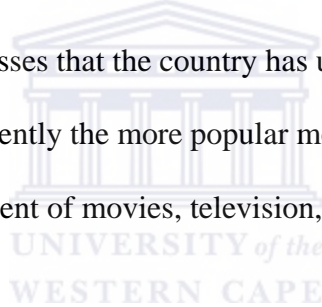 sses that the country has u
ently the more popular m
ent of movies, television,
UNIVERSITY of the
WESTERN CAPE